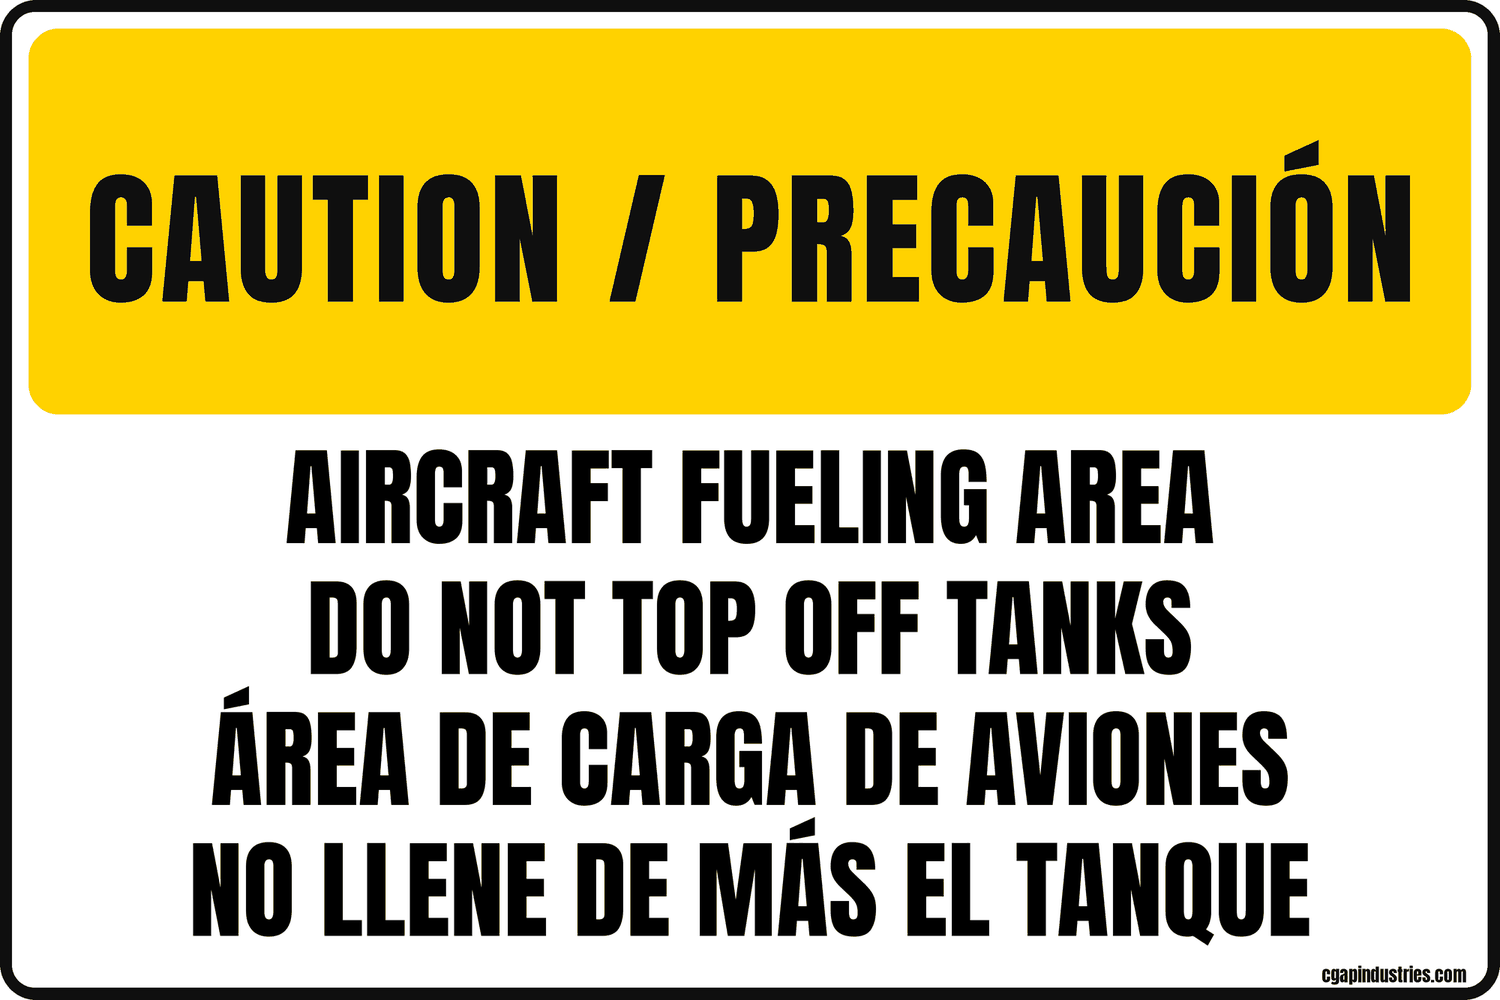 CAUTION / PRECAUCIÓN
AIRCRAFT FUELING AREA
DO NOT TOP OFF TANKS
ÁREA DE CARGA DE AVIONES
NO LLENE DE MÁS EL TANQUE
cgapindustries.com